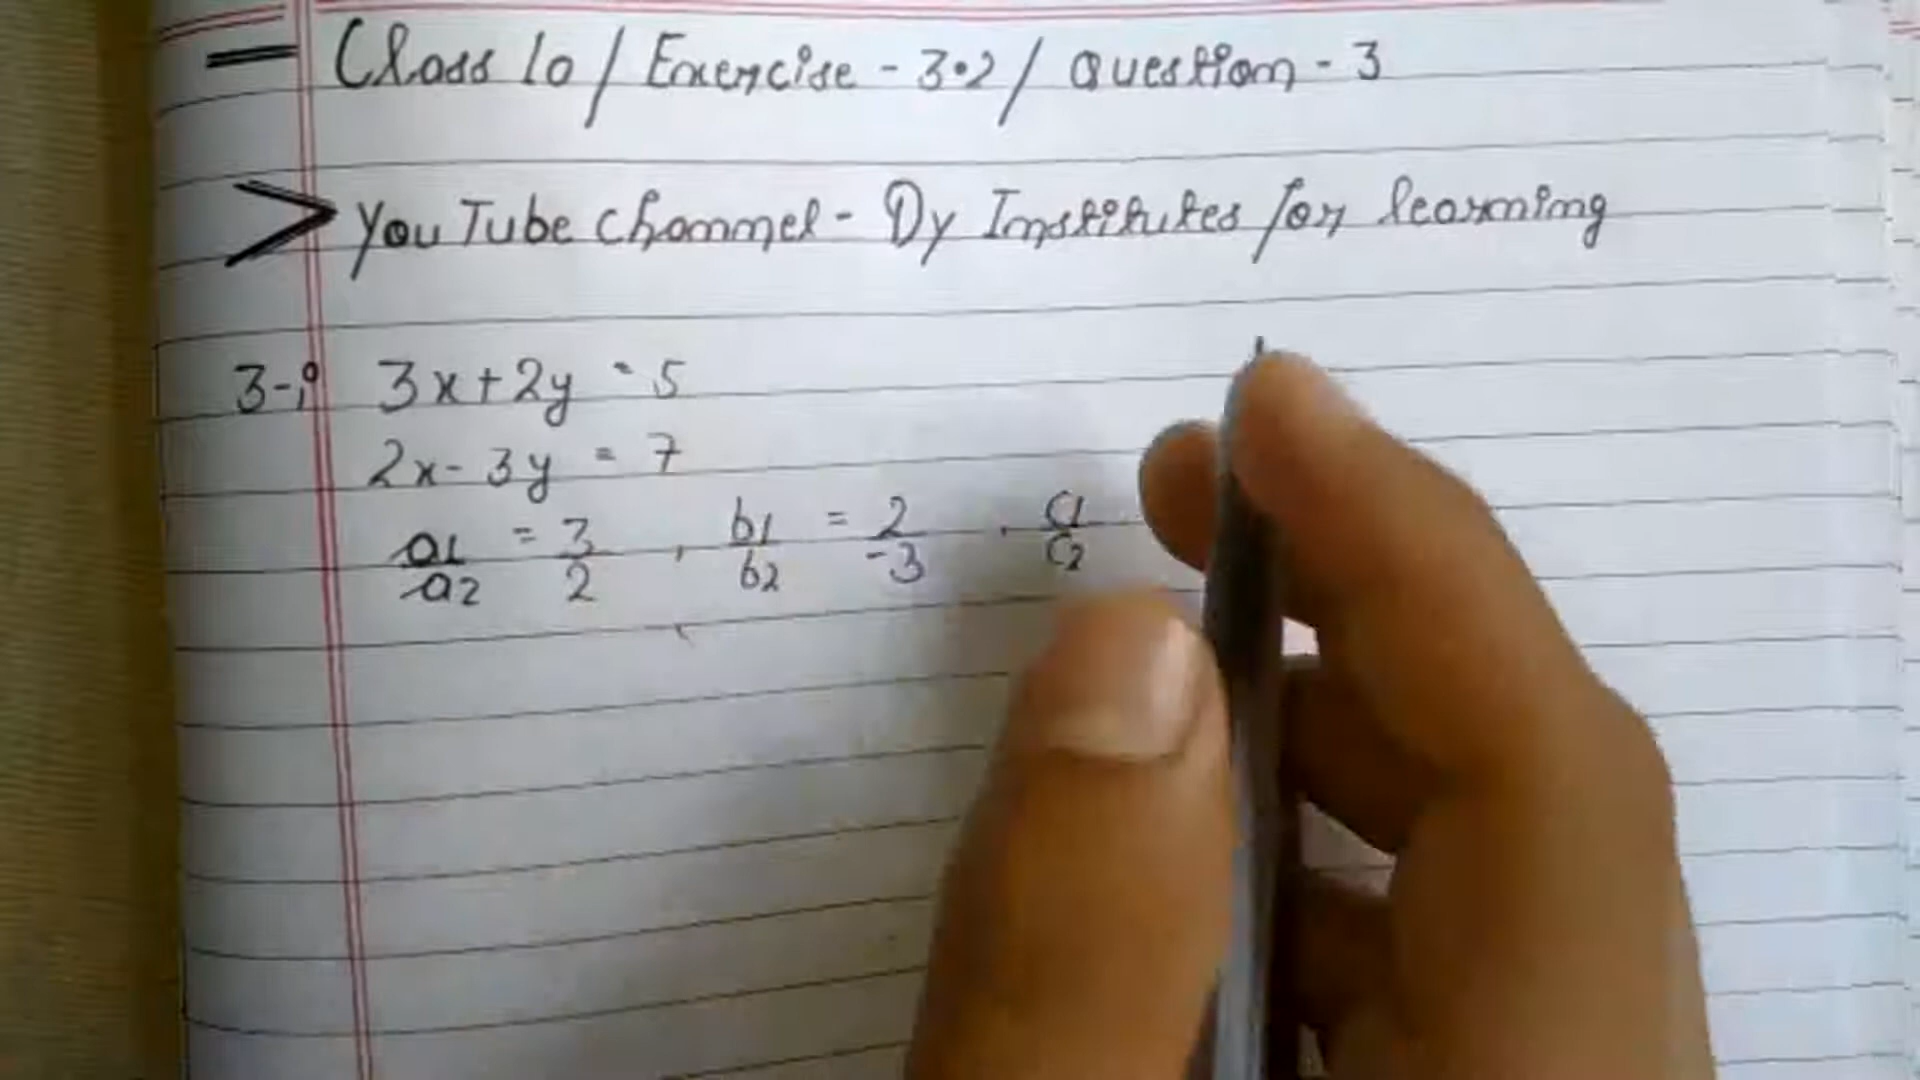 Class 10 / Exercise - 3.2 / Question - 3
> YouTube channel - Dy Institutes for learning
3-i 3x+2y = 5
2x - 3y = 7
a1/a2 = 3/2 , b1/b2 = 2/-3 , c1/c2